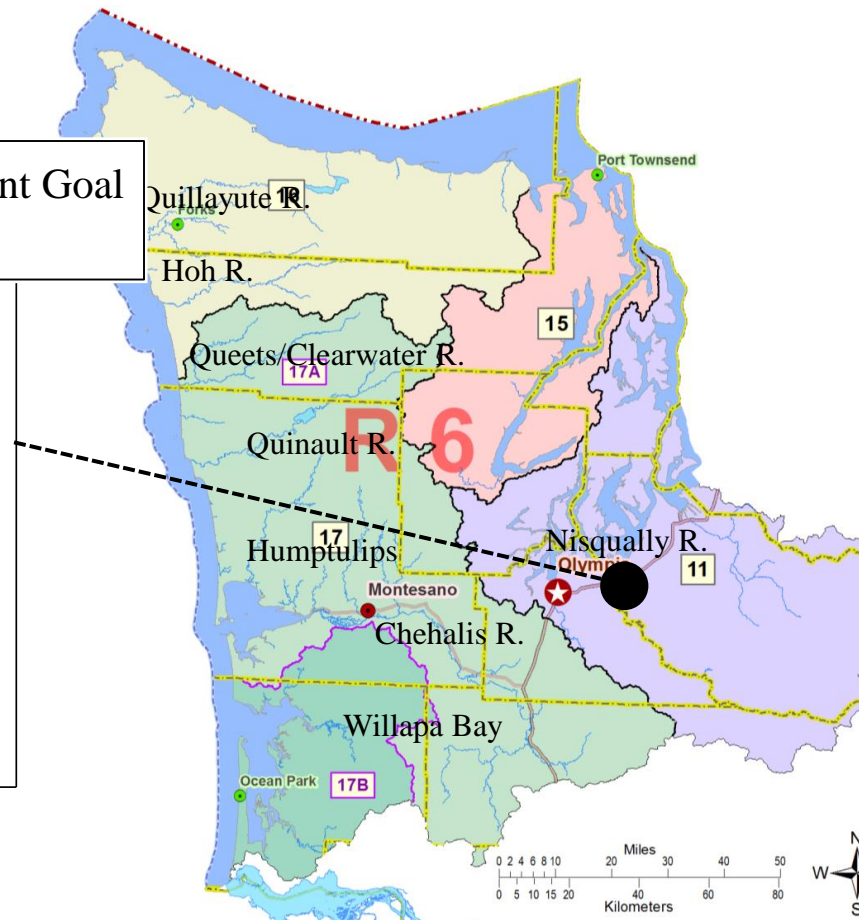 Port Townsend
nt Goal
Quillayute R.
Forks
Hoh R.
15
Queets/Clearwater R.
17A
R 6
Quinault R.
17
Humptulips
Nisqually R.
Olympia
11
Montesano
Chehalis R.
Willapa Bay
Ocean Park
17B
Miles
0 2 4 6 8 10 20 30 40 50
0 5 10 15 20 40 60 80
Kilometers
N
W
S